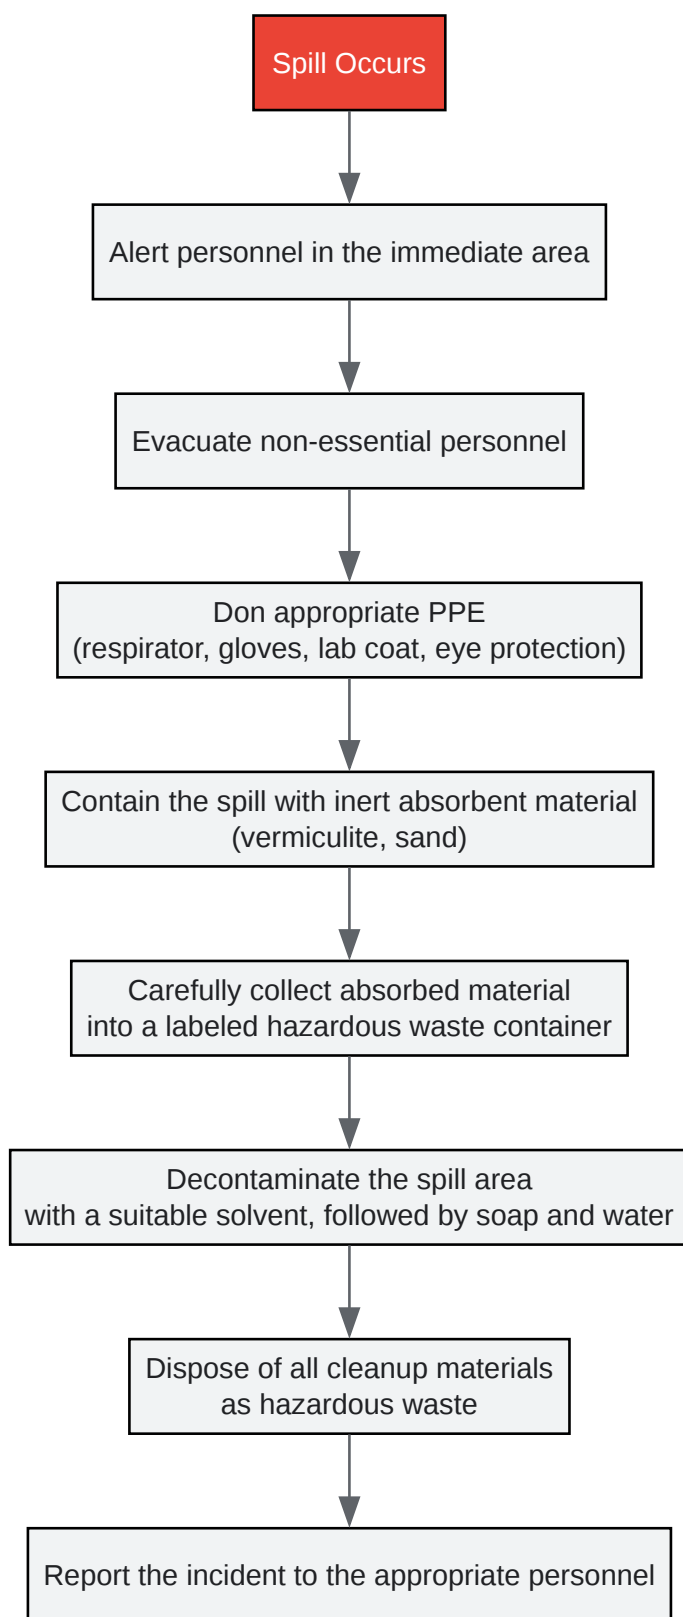 Spill Occurs
Alert personnel in the immediate area
Evacuate non-essential personnel
Don appropriate PPE
(respirator, gloves, lab coat, eye protection)
Contain the spill with inert absorbent material
(vermiculite, sand)
Carefully collect absorbed material
into a labeled hazardous waste container
Decontaminate the spill area
with a suitable solvent, followed by soap and water
Dispose of all cleanup materials
as hazardous waste
Report the incident to the appropriate personnel